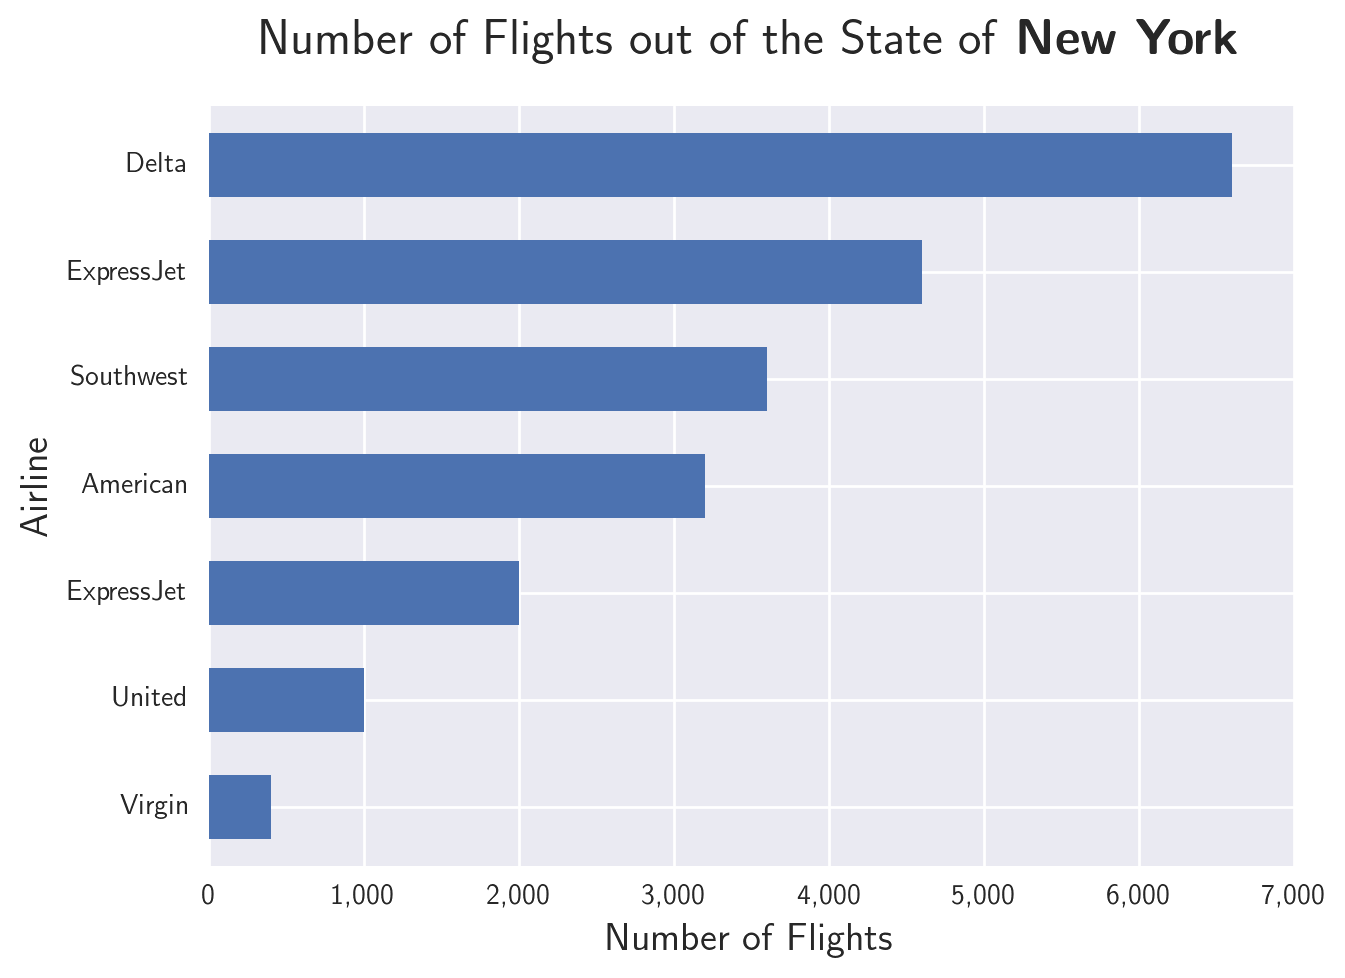 Number of Flights out of the State of New York
Delta
ExpressJet
Southwest
American
ExpressJet
United
Virgin
Airline
0 1,000 2,000 3,000 4,000 5,000 6,000 7,000
Number of Flights